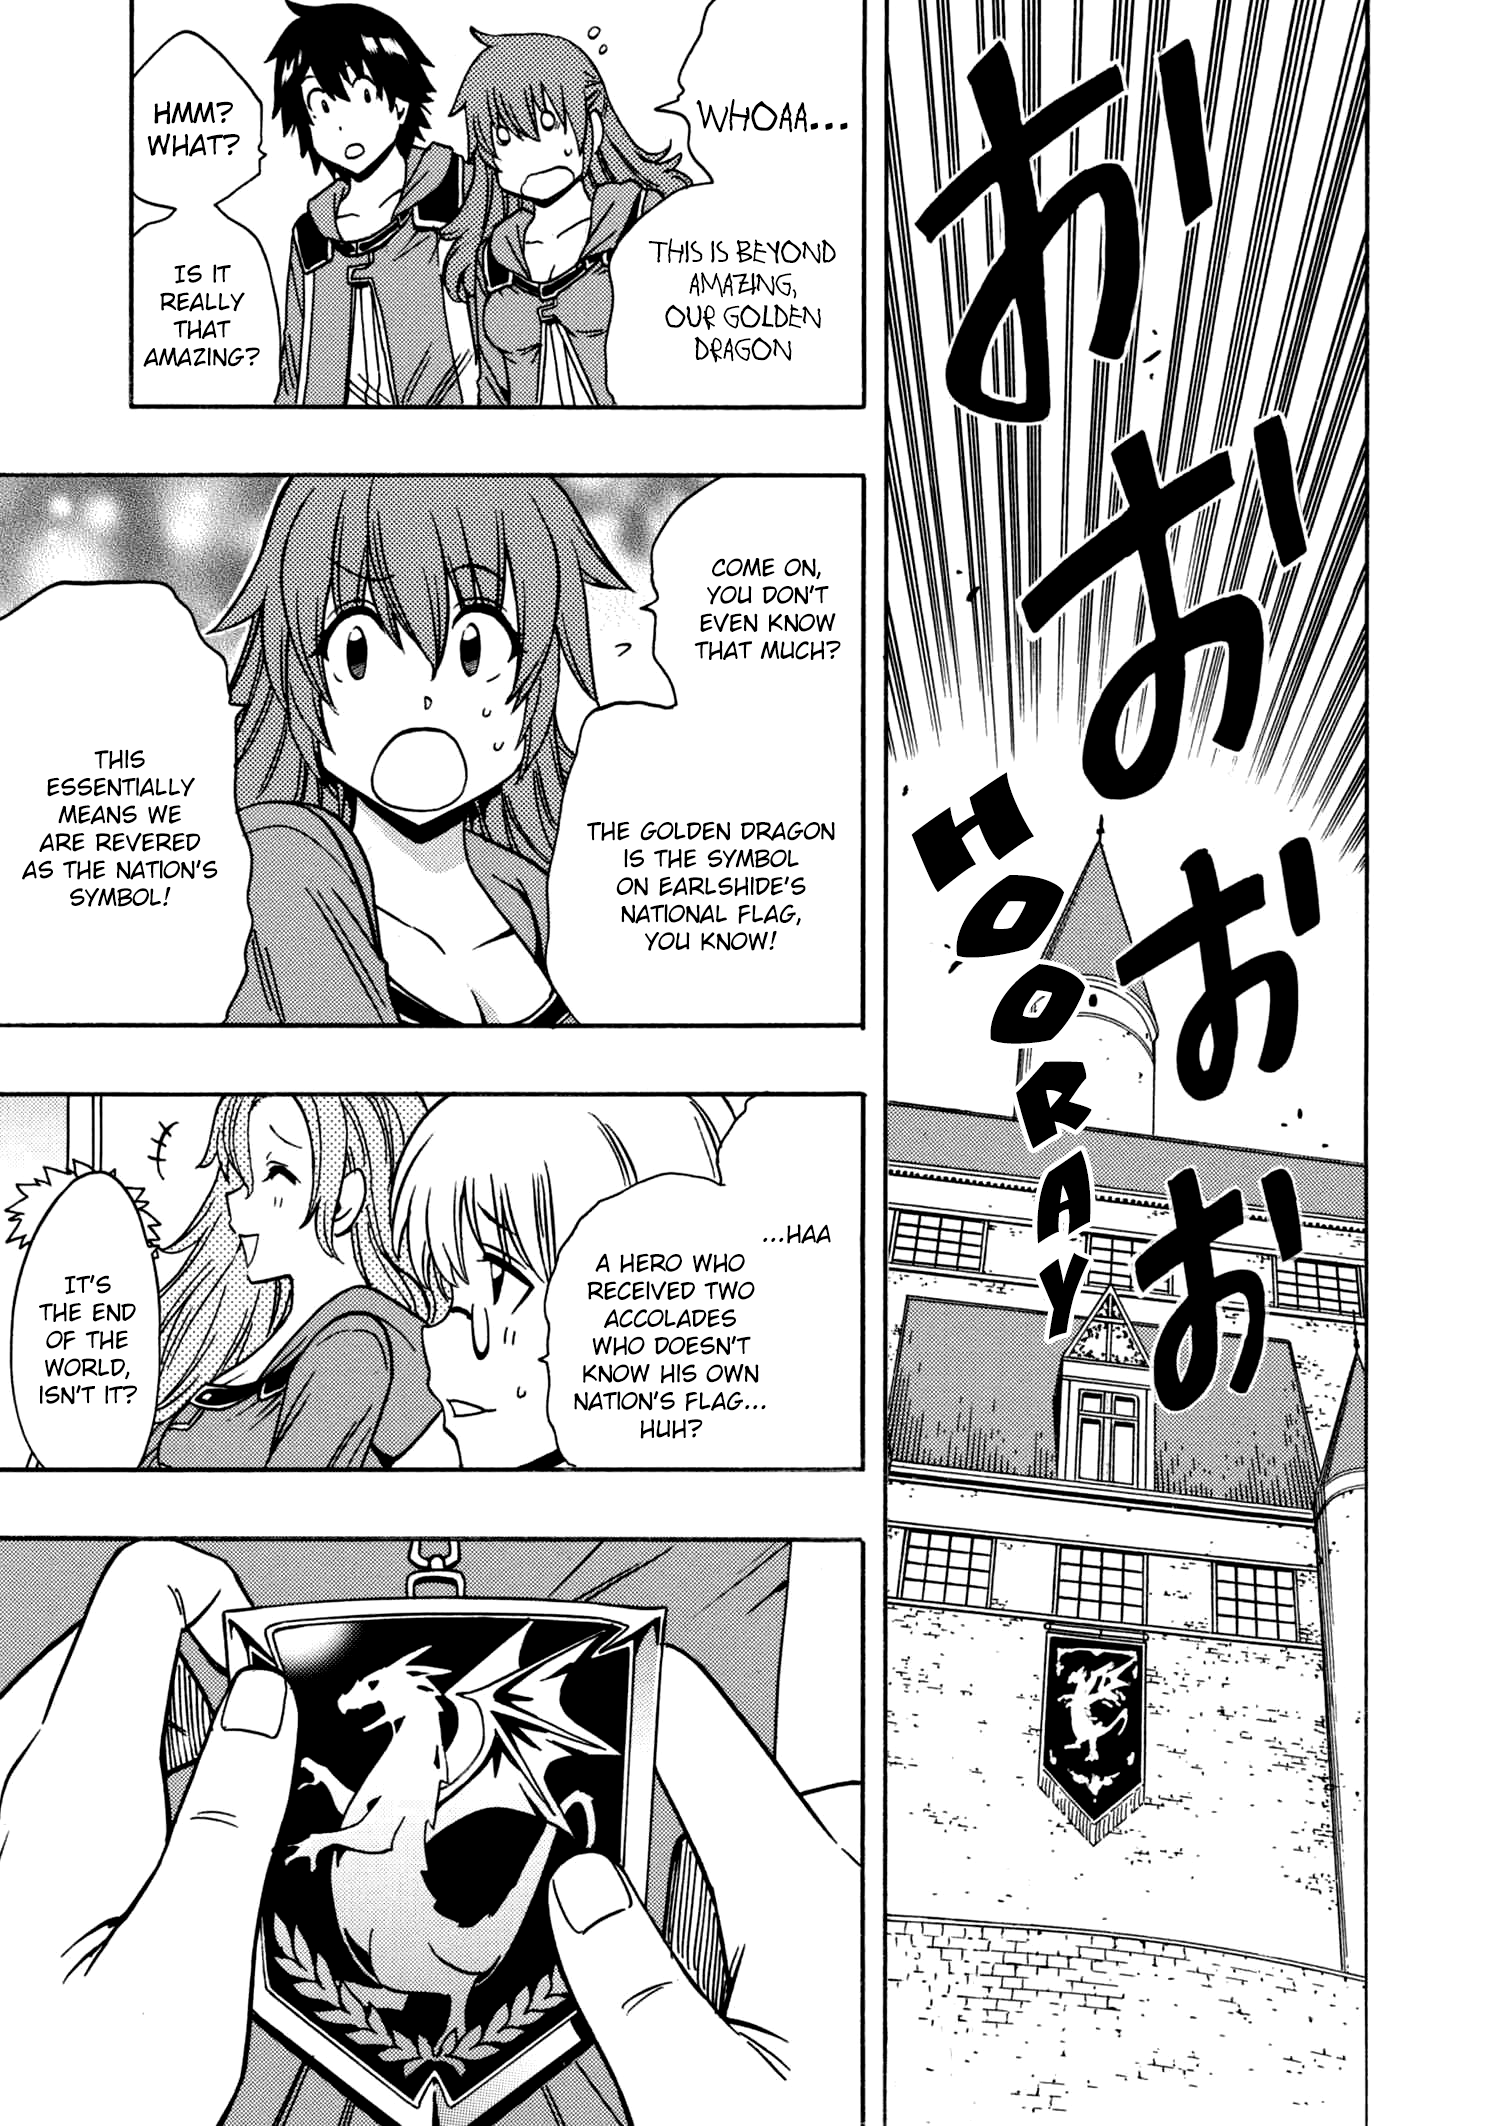 おおおお
HOORAY
WHOAA...
THIS IS BEYOND
AMAZING,
OUR GOLDEN
DRAGON
HMM?
WHAT?
IS IT
REALLY
THAT
AMAZING?
COME ON,
YOU DON'T
EVEN KNOW
THAT MUCH?
THE GOLDEN DRAGON
IS THE SYMBOL
ON EARLSHIDE'S
NATIONAL FLAG,
YOU KNOW!
THIS
ESSENTIALLY
MEANS WE
ARE REVERED
AS THE NATION'S
SYMBOL!
...HAA
A HERO WHO
RECEIVED TWO
ACCOLADES
WHO DOESN'T
KNOW HIS OWN
NATION'S FLAG...
HUH?
IT'S
THE END
OF THE
WORLD,
ISN'T IT?